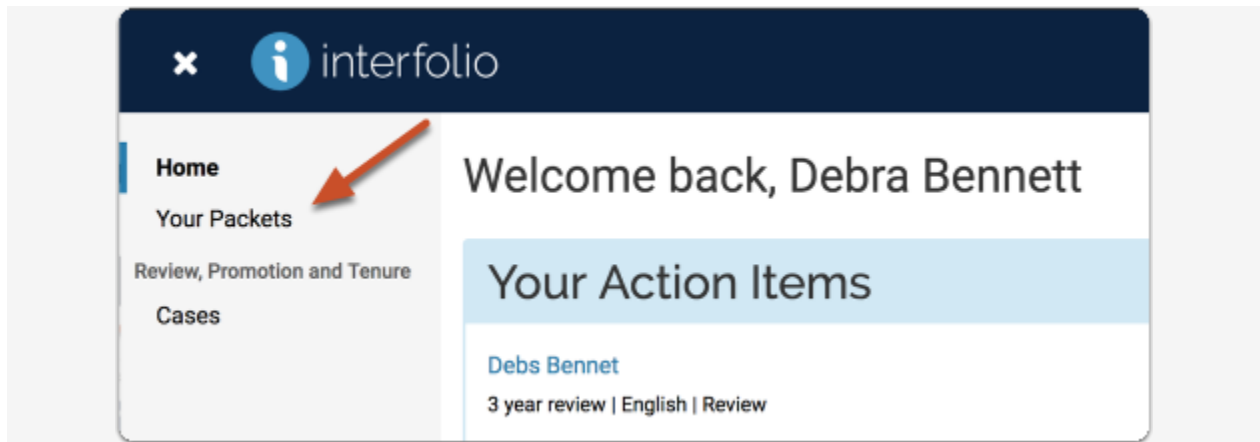 interfolio
Home
Your Packets
Review, Promotion and Tenure
Cases
Welcome back, Debra Bennett
Your Action Items
Debs Bennet
3 year review | English | Review